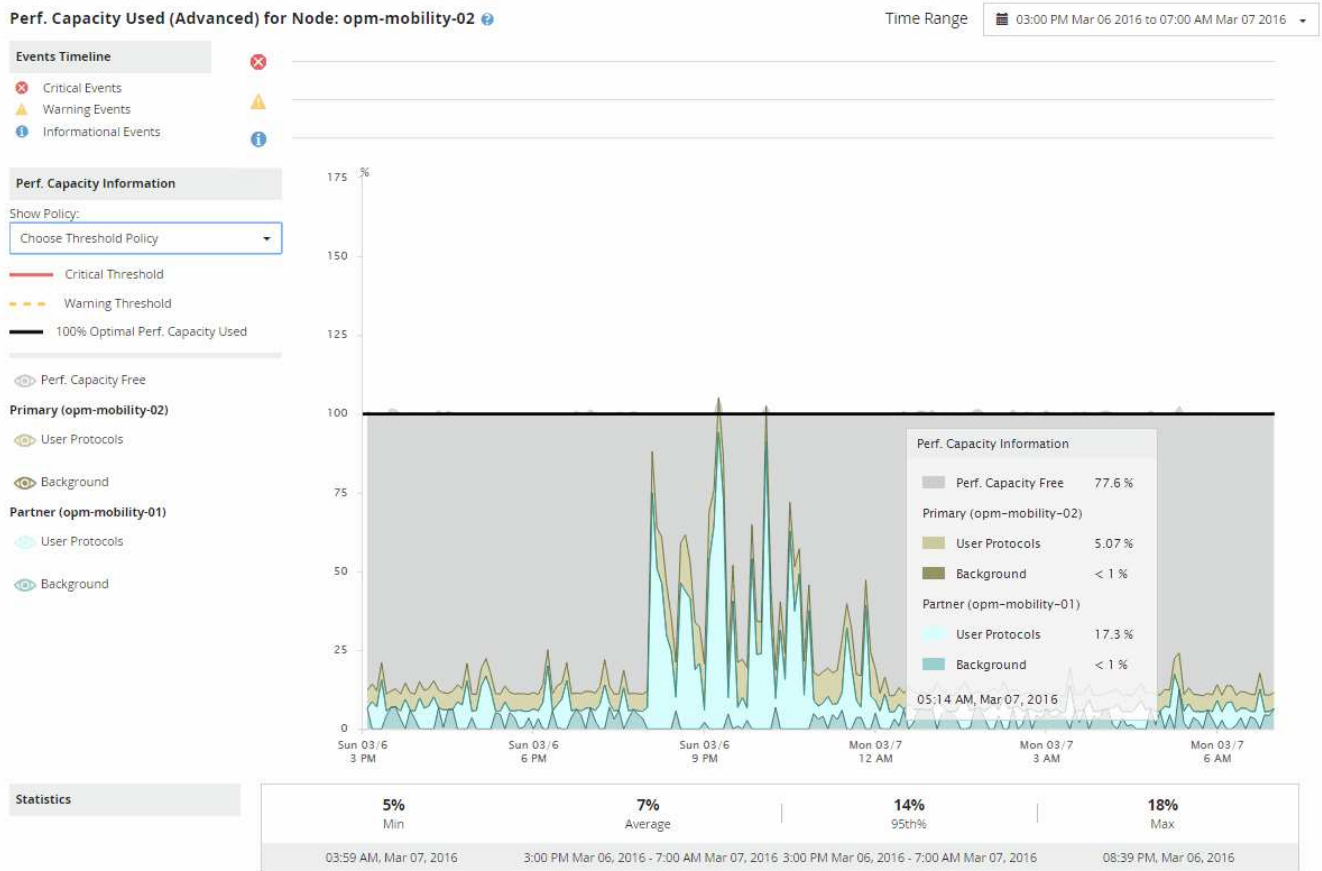 Perf. Capacity Used (Advanced) for Node: opm-mobility-02 ?
Time Range 03:00 PM Mar 06 2016 to 07:00 AM Mar 07 2016
Events Timeline
Critical Events
Warning Events
Informational Events
Perf. Capacity Information
Show Policy:
Choose Threshold Policy
Critical Threshold
Warning Threshold
100% Optimal Perf. Capacity Used
Perf. Capacity Free
Primary (opm-mobility-02)
User Protocols
Background
Partner (opm-mobility-01)
User Protocols
Background
%
175
150
125
100
75
50
25
0
Sun 03/6 Sun 03/6 Sun 03/6 Mon 03/7 Mon 03/7 Mon 03/7
3 PM 6 PM 9 PM 12 AM 3 AM 6 AM
Perf. Capacity Information
Perf. Capacity Free 77.6 %
Primary (opm-mobility-02)
User Protocols 5.07 %
Background < 1 %
Partner (opm-mobility-01)
User Protocols 17.3 %
Background < 1 %
05:14 AM, Mar 07, 2016
Statistics
5% 7% 14% 18%
Min Average 95th% Max
03:59 AM, Mar 07, 2016 3:00 PM Mar 06, 2016 - 7:00 AM Mar 07, 2016 3:00 PM Mar 06, 2016 - 7:00 AM Mar 07, 2016 08:39 PM, Mar 06, 2016